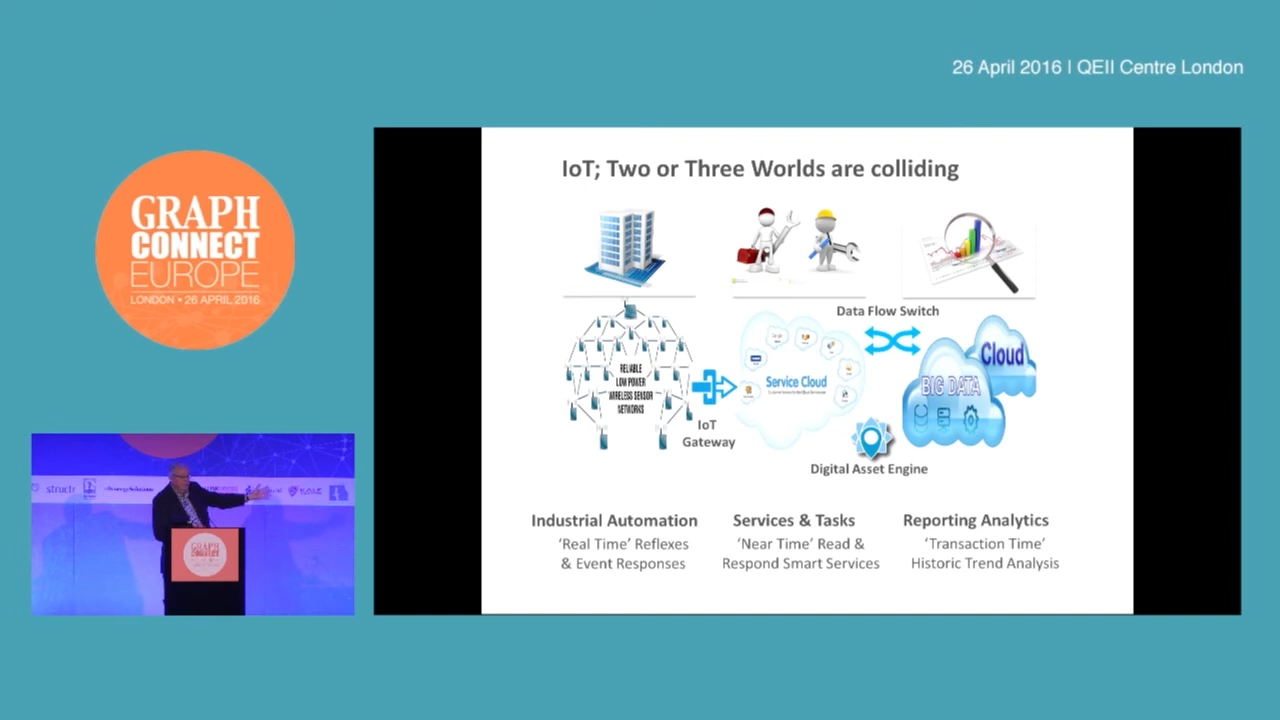 26 April 2016 | QEII Centre London
GRAPH
CONNECT
EUROPE
LONDON • 26 APRIL 2016
IoT; Two or Three Worlds are colliding
Data Flow Switch
RELIABLE
LOW POWER
WIRELESS SENSOR
NETWORKS
Service Cloud
Cloud
BIG DATA
IoT
Gateway
Digital Asset Engine
Industrial Automation
'Real Time' Reflexes
& Event Responses
Services & Tasks
'Near Time' Read &
Respond Smart Services
Reporting Analytics
'Transaction Time'
Historic Trend Analysis
structr
GRAPH
CONNECT